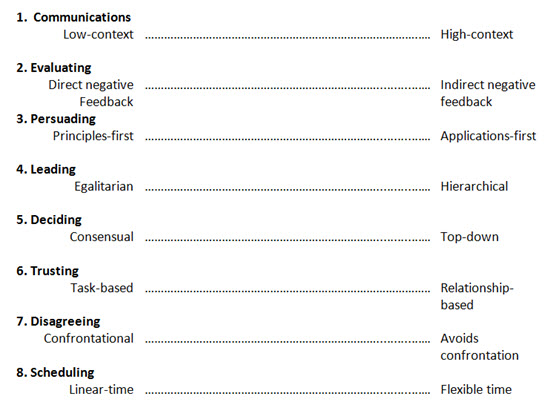 1. Communications
Low-context ........................................................................ High-context
2. Evaluating
Direct negative ........................................................................ Indirect negative
Feedback feedback
3. Persuading
Principles-first ........................................................................ Applications-first
4. Leading
Egalitarian ........................................................................ Hierarchical
5. Deciding
Consensual ........................................................................ Top-down
6. Trusting
Task-based ........................................................................ Relationship-
based
7. Disagreeing
Confrontational ........................................................................ Avoids
confrontation
8. Scheduling
Linear-time ........................................................................ Flexible time